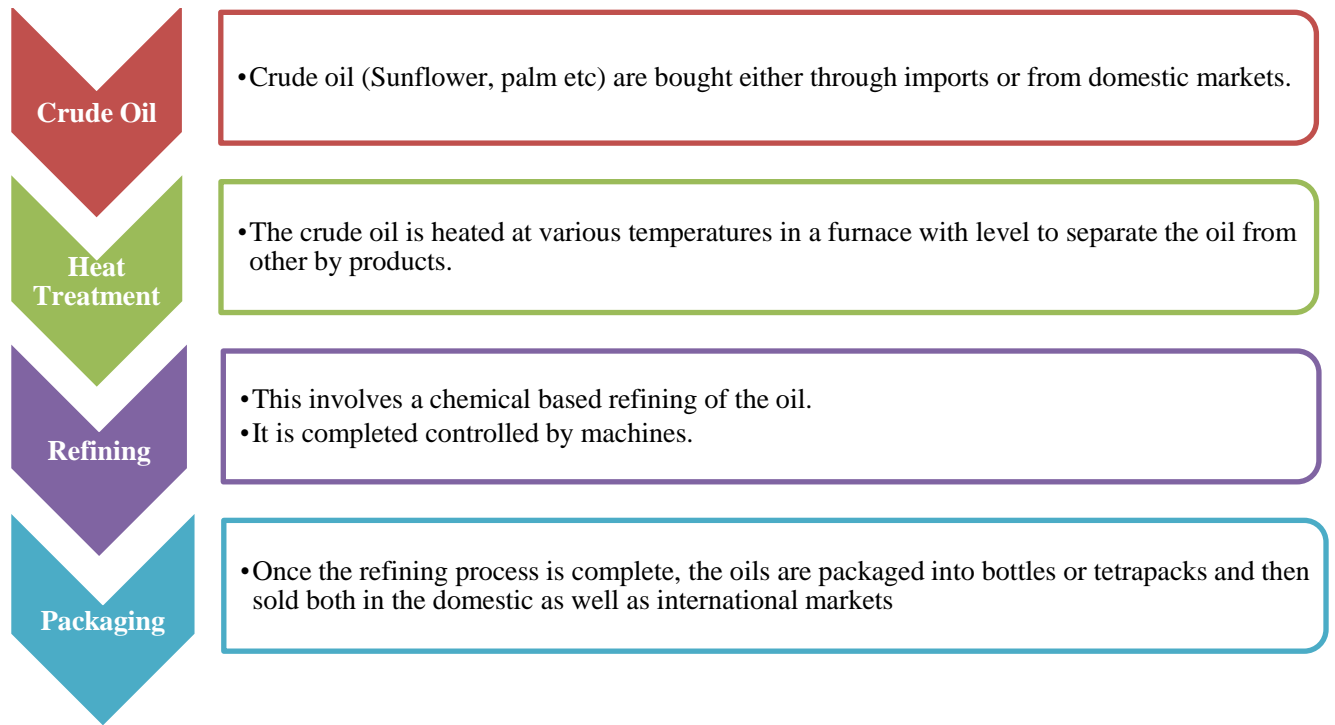 Crude Oil
•Crude oil (Sunflower, palm etc) are bought either through imports or from domestic markets.
Heat
Treatment
•The crude oil is heated at various temperatures in a furnace with level to separate the oil from
other by products.
Refining
•This involves a chemical based refining of the oil.
•It is completed controlled by machines.
Packaging
•Once the refining process is complete, the oils are packaged into bottles or tetrapacks and then
sold both in the domestic as well as international markets